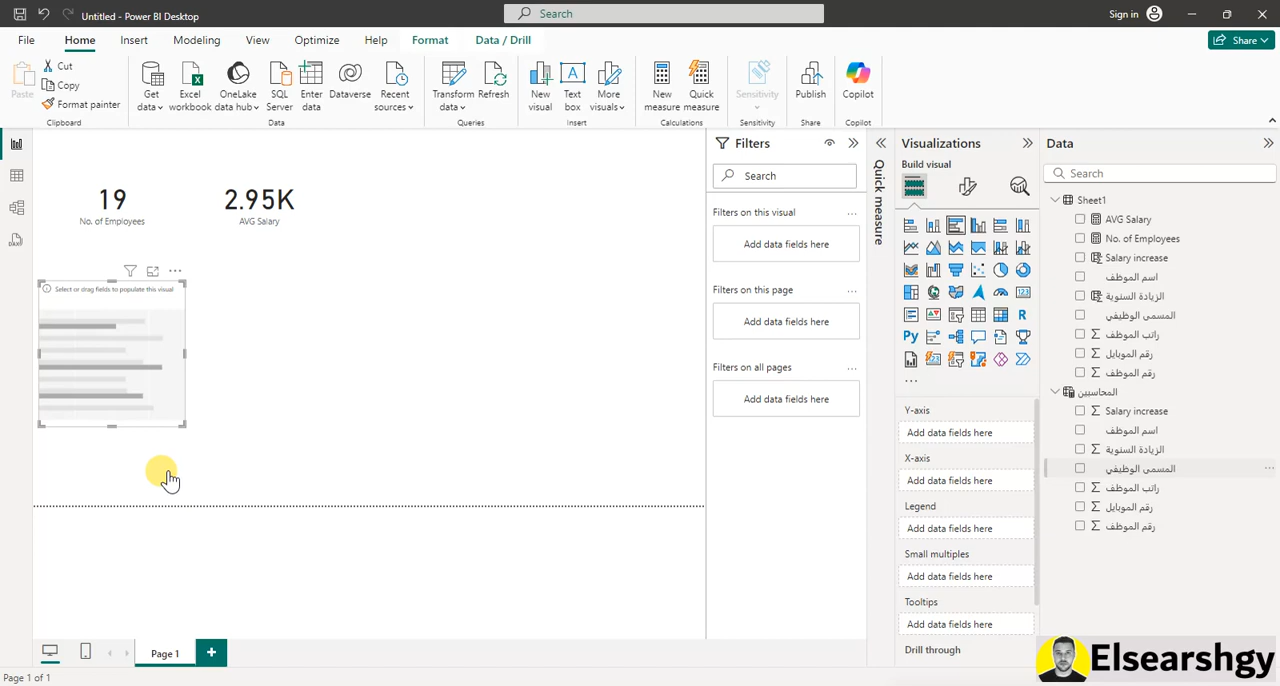 Untitled - Power BI Desktop
Search
Sign in
File
Home
Insert
Modeling
View
Optimize
Help
Format
Data / Drill
Share
Paste
Cut
Copy
Format painter
Clipboard
Get data
Excel workbook
OneLake data hub
SQL Server
Enter data
Dataverse
Recent sources
Data
Transform data
Refresh
Queries
New visual
Text box
More visuals
Insert
New measure
Quick measure
Calculations
Sensitivity
Sensitivity
Publish
Share
Copilot
Copilot
19
No. of Employees
2.95K
AVG Salary
Select or drag fields to populate this visual
Filters
Search
Filters on this visual
Add data fields here
Filters on this page
Add data fields here
Filters on all pages
Add data fields here
Quick measure
Visualizations
Build visual
123
R
Py
123
Y-axis
Add data fields here
X-axis
Add data fields here
Legend
Add data fields here
Small multiples
Add data fields here
Tooltips
Add data fields here
Drill through
Data
Search
Sheet1
AVG Salary
No. of Employees
Salary increase
اسم الموظف
الزيادة السنوية
المسمى الوظيفي
راتب الموظف
رقم الموبايل
رقم الموظف
المحاسبين
Salary increase
اسم الموظف
الزيادة السنوية
المسمى الوظيفي
راتب الموظف
رقم الموبايل
رقم الموظف
Page 1
Page 1 of 1
Elsearshgy